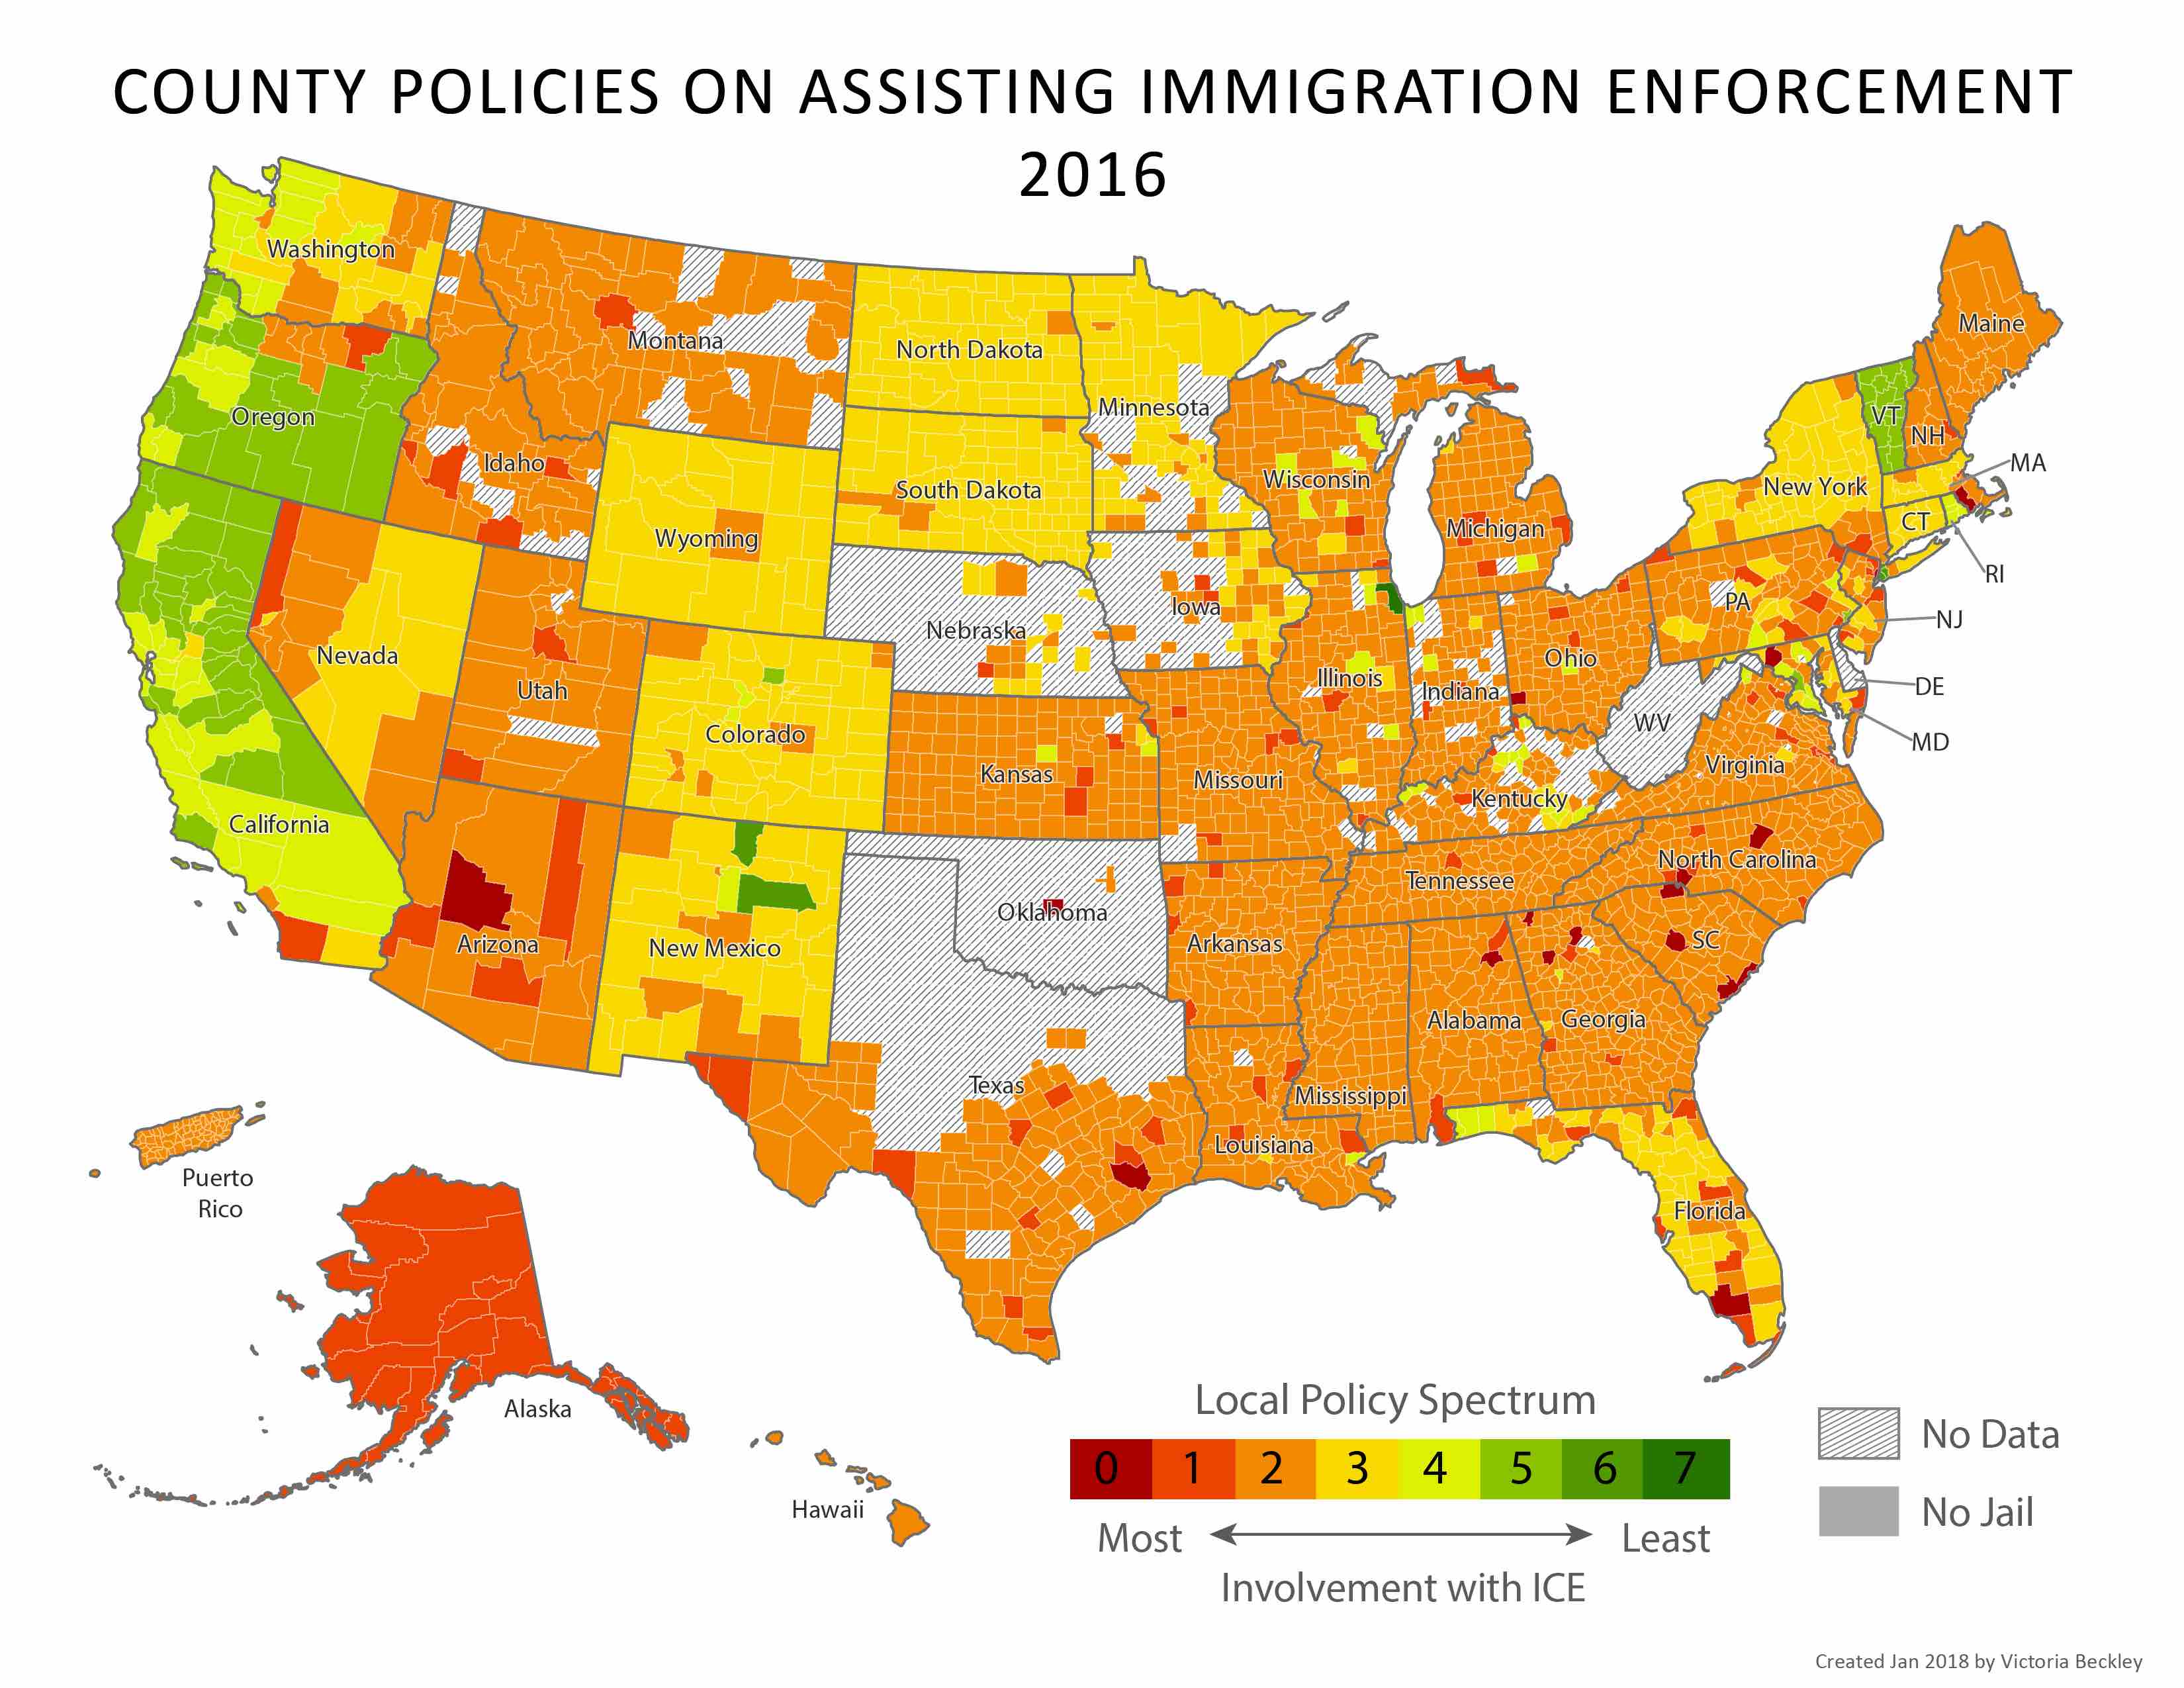 COUNTY POLICIES ON ASSISTING IMMIGRATION ENFORCEMENT
2016
Washington
Montana
North Dakota
Minnesota
Maine
Oregon
Idaho
South Dakota
Wisconsin
Michigan
New York
VT
NH
MA
CT
RI
Wyoming
Nebraska
Iowa
PA
NJ
Nevada
Utah
Colorado
Illinois
Indiana
Ohio
DE
WV
MD
California
Kansas
Missouri
Kentucky
Virginia
Arizona
New Mexico
Oklahoma
Arkansas
Tennessee
North Carolina
SC
Texas
Louisiana
Mississippi
Alabama
Georgia
Florida
Puerto
Rico
Alaska
Hawaii
Local Policy Spectrum
0 1 2 3 4 5 6 7
Most Least
Involvement with ICE
No Data
No Jail
Created Jan 2018 by Victoria Beckley